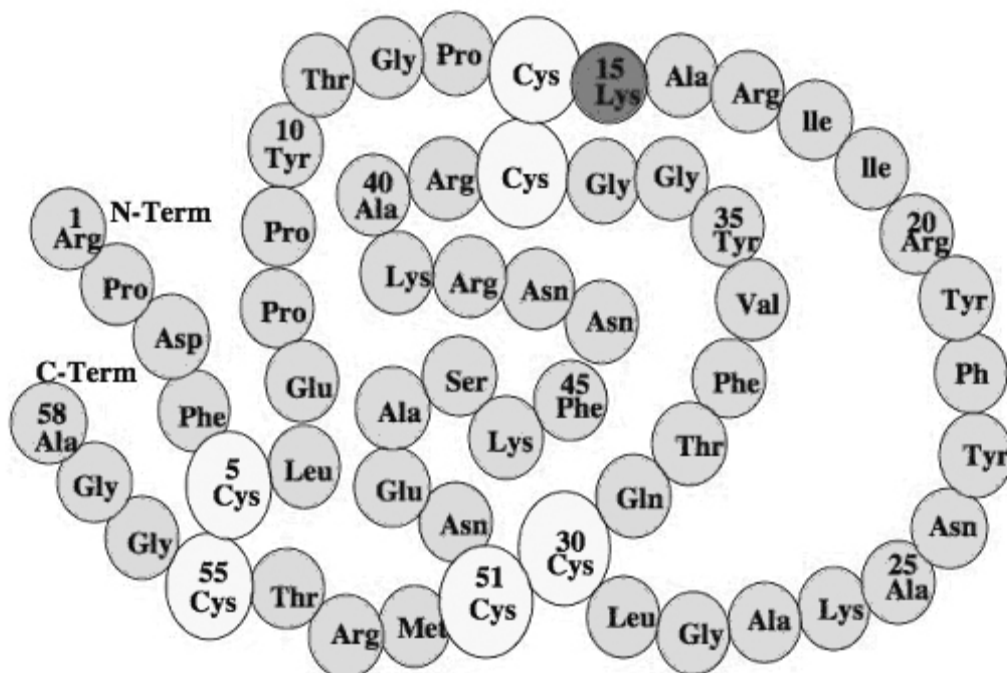 N-Term
1
Arg
Pro
Asp
Phe
5
Cys
Leu
Glu
Pro
Pro
10
Tyr
Thr
Gly
Pro
Cys
15
Lys
Ala
Arg
Ile
Ile
20
Arg
Tyr
Ph
Tyr
Asn
25
Ala
Lys
Ala
Gly
Leu
30
Cys
Gln
Thr
Phe
Val
35
Tyr
Gly
Gly
Cys
Arg
40
Ala
Lys
Arg
Asn
Asn
45
Phe
Lys
Ser
Ala
Glu
Asn
51
Cys
Met
Arg
Thr
55
Cys
Gly
Gly
58
Ala
C-Term